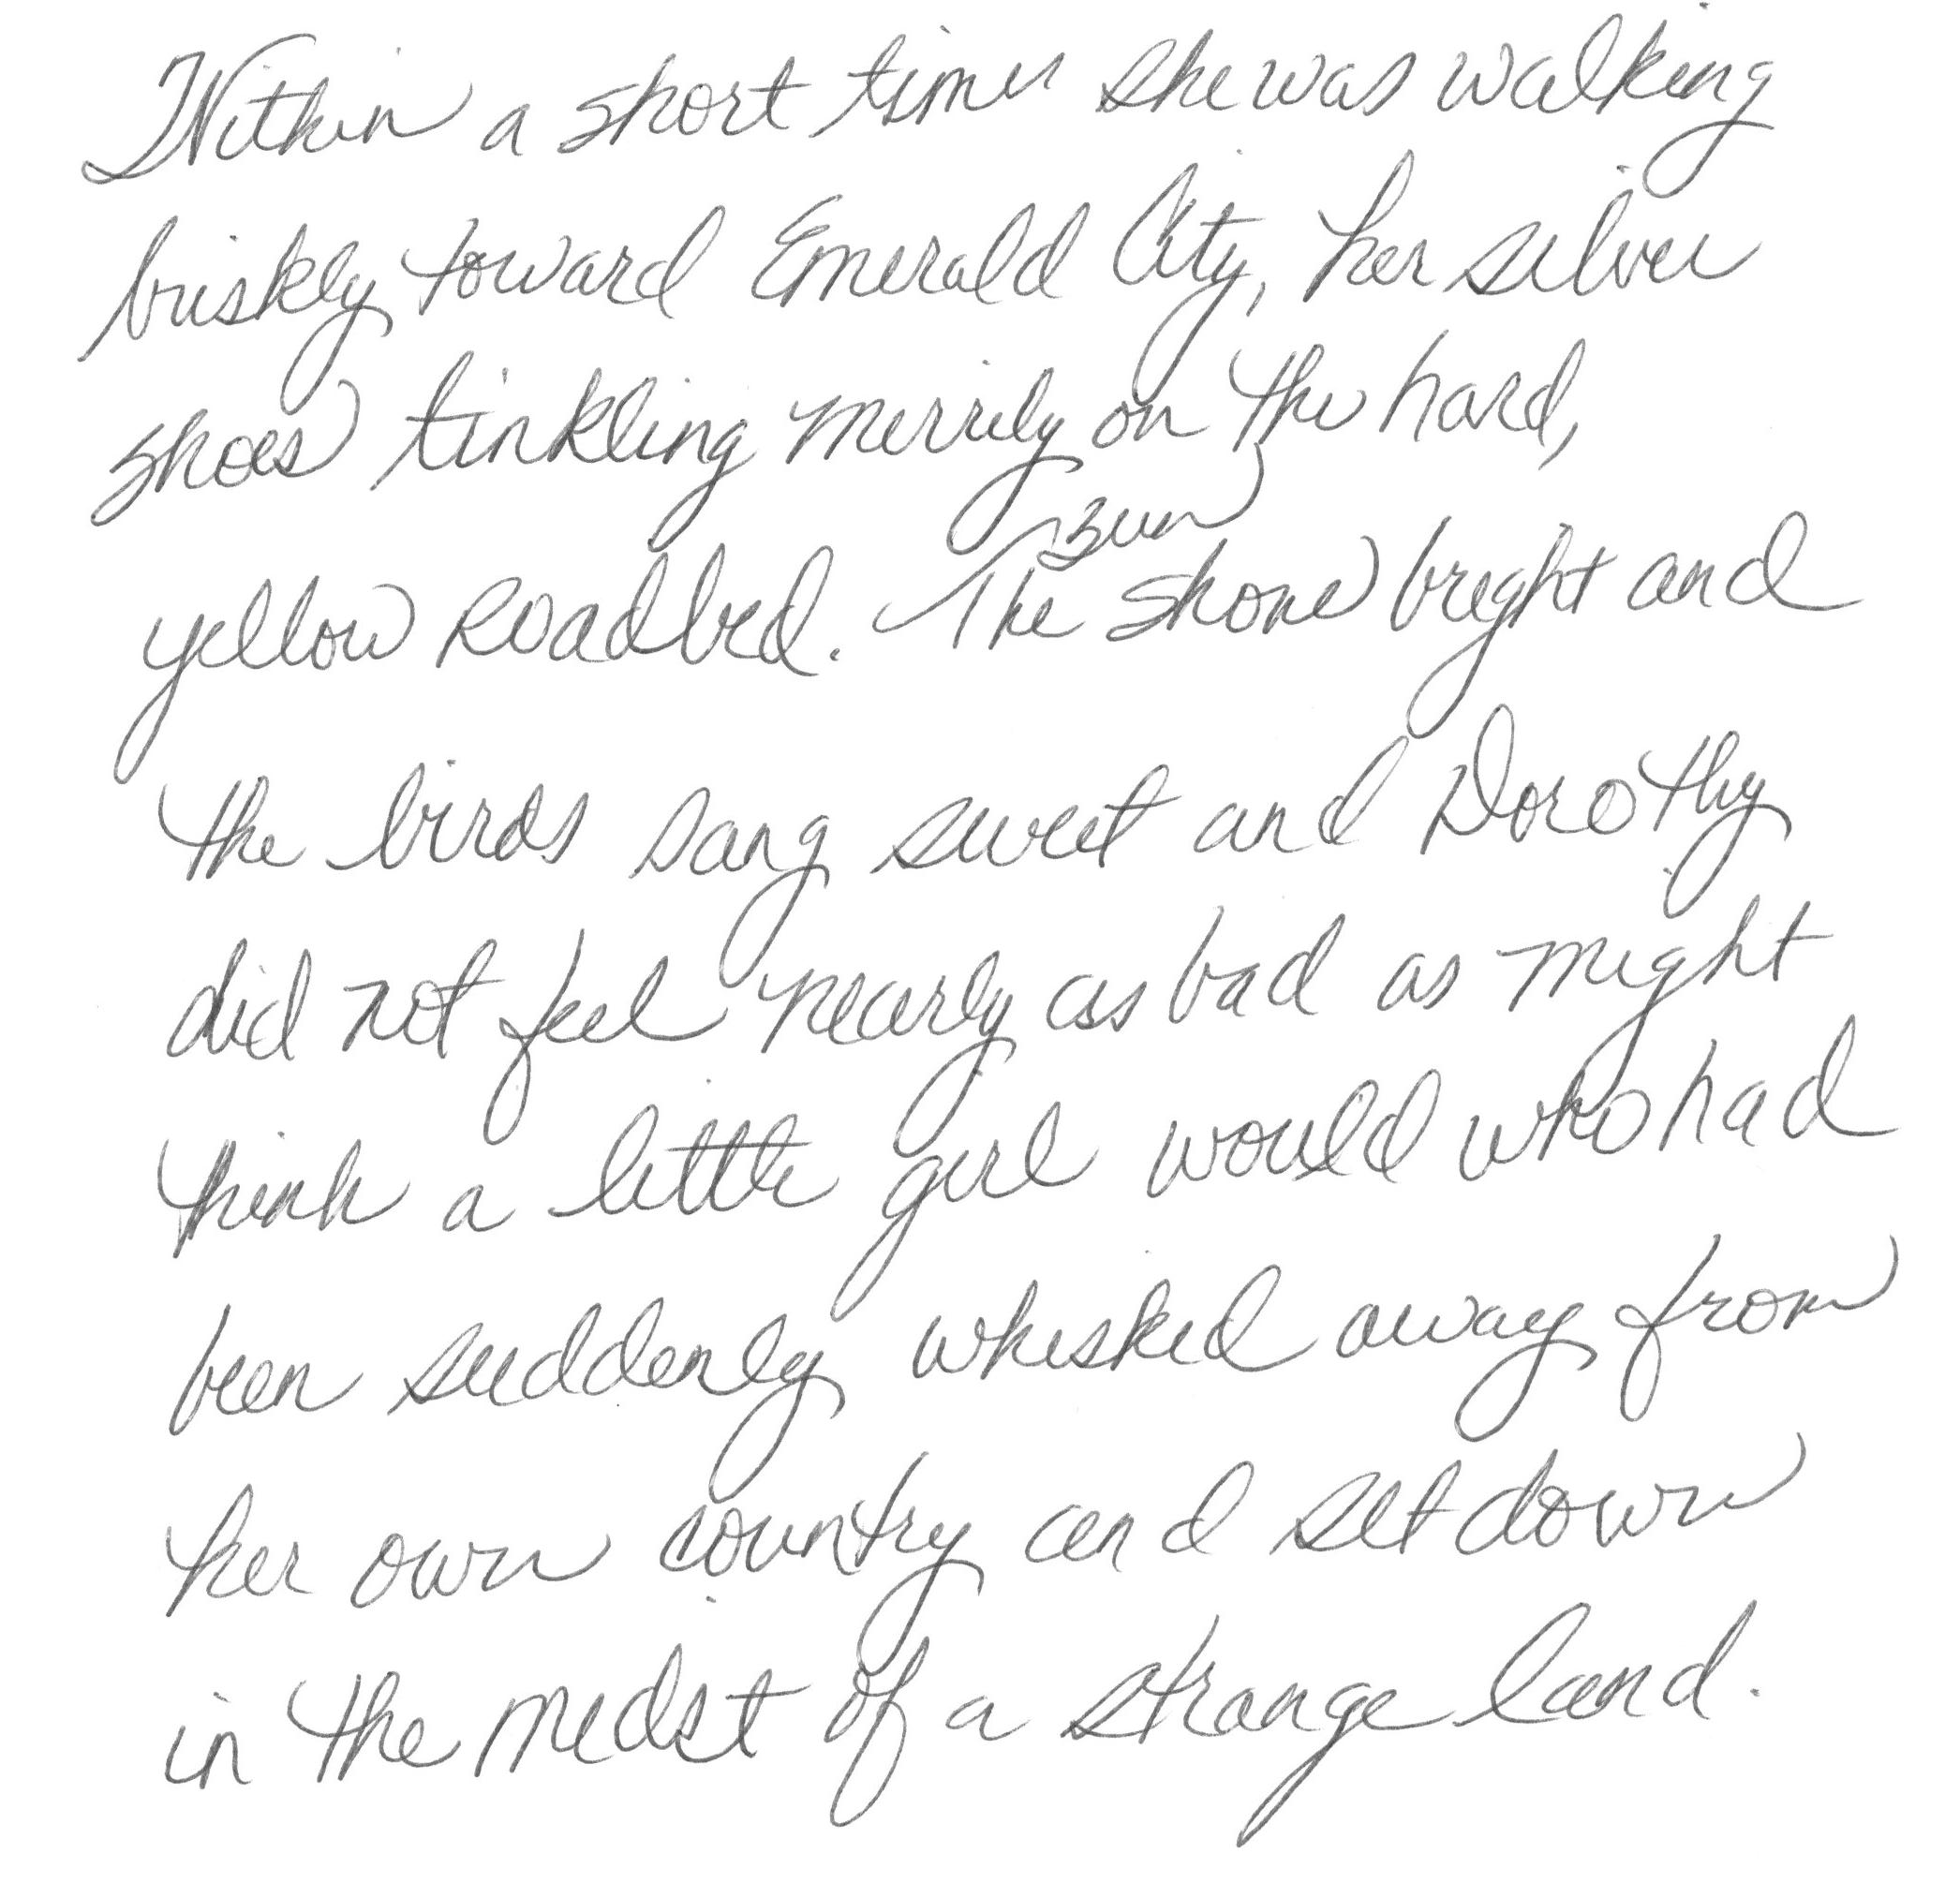 Within a short time she was walking
briskly toward Emerald City, her silver
shoes tinkling merrily on the hard,
yellow Roadbed. The sun shone bright and
the birds sang sweet and Dorothy
did not feel nearly as bad as might
think a little girl would who had
been suddenly whisked away from
her own country and set down
in the midst of a strange land.